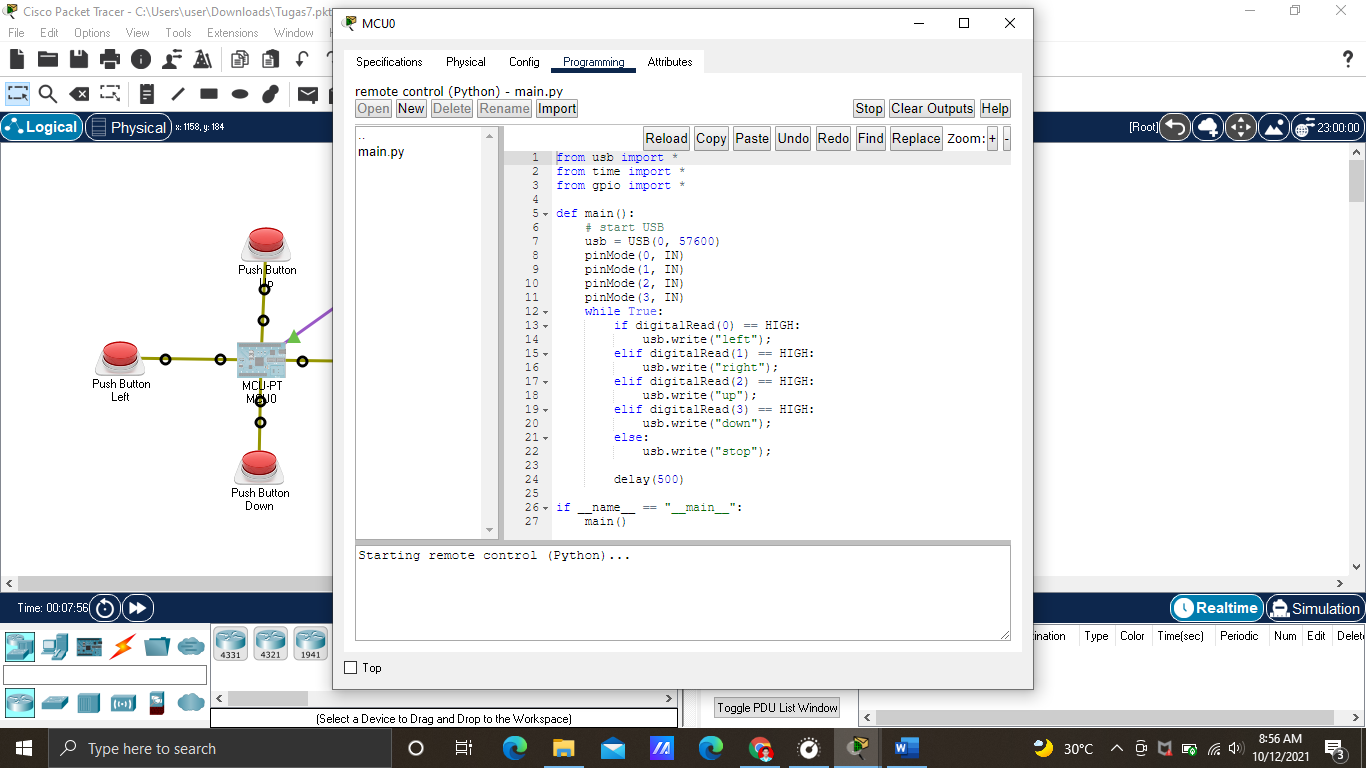 Cisco Packet Tracer - C:\Users\user\Downloads\Tugas7.pkt
File Edit Options View Tools Extensions Window
MCU0
Specifications Physical Config Programming Attributes
remote control (Python) - main.py
Open New Delete Rename Import Stop Clear Outputs Help
Logical Physical x: 1158, y: 184
[Root] 23:00:00
..
main.py
Reload Copy Paste Undo Redo Find Replace Zoom: + -
1 from usb import *
2 from time import *
3 from gpio import *
4
5 def main():
6 # start USB
7 usb = USB(0, 57600)
8 pinMode(0, IN)
9 pinMode(1, IN)
10 pinMode(2, IN)
11 pinMode(3, IN)
12 while True:
13 if digitalRead(0) == HIGH:
14 usb.write("left");
15 elif digitalRead(1) == HIGH:
16 usb.write("right");
17 elif digitalRead(2) == HIGH:
18 usb.write("up");
19 elif digitalRead(3) == HIGH:
20 usb.write("down");
21 else:
22 usb.write("stop");
23
24 delay(500)
25
26 if __name__ == "__main__":
27 main()
Push Button
Up
Push Button
Left
MCU-PT
MCU0
Push Button
Down
Starting remote control (Python)...
Top
Time: 00:07:56
Realtime Simulation
4331 4321 1941
ination Type Color Time(sec) Periodic Num Edit Delet
(Select a Device to Drag and Drop to the Workspace)
Toggle PDU List Window
Type here to search
30°C
8:56 AM
10/12/2021
3